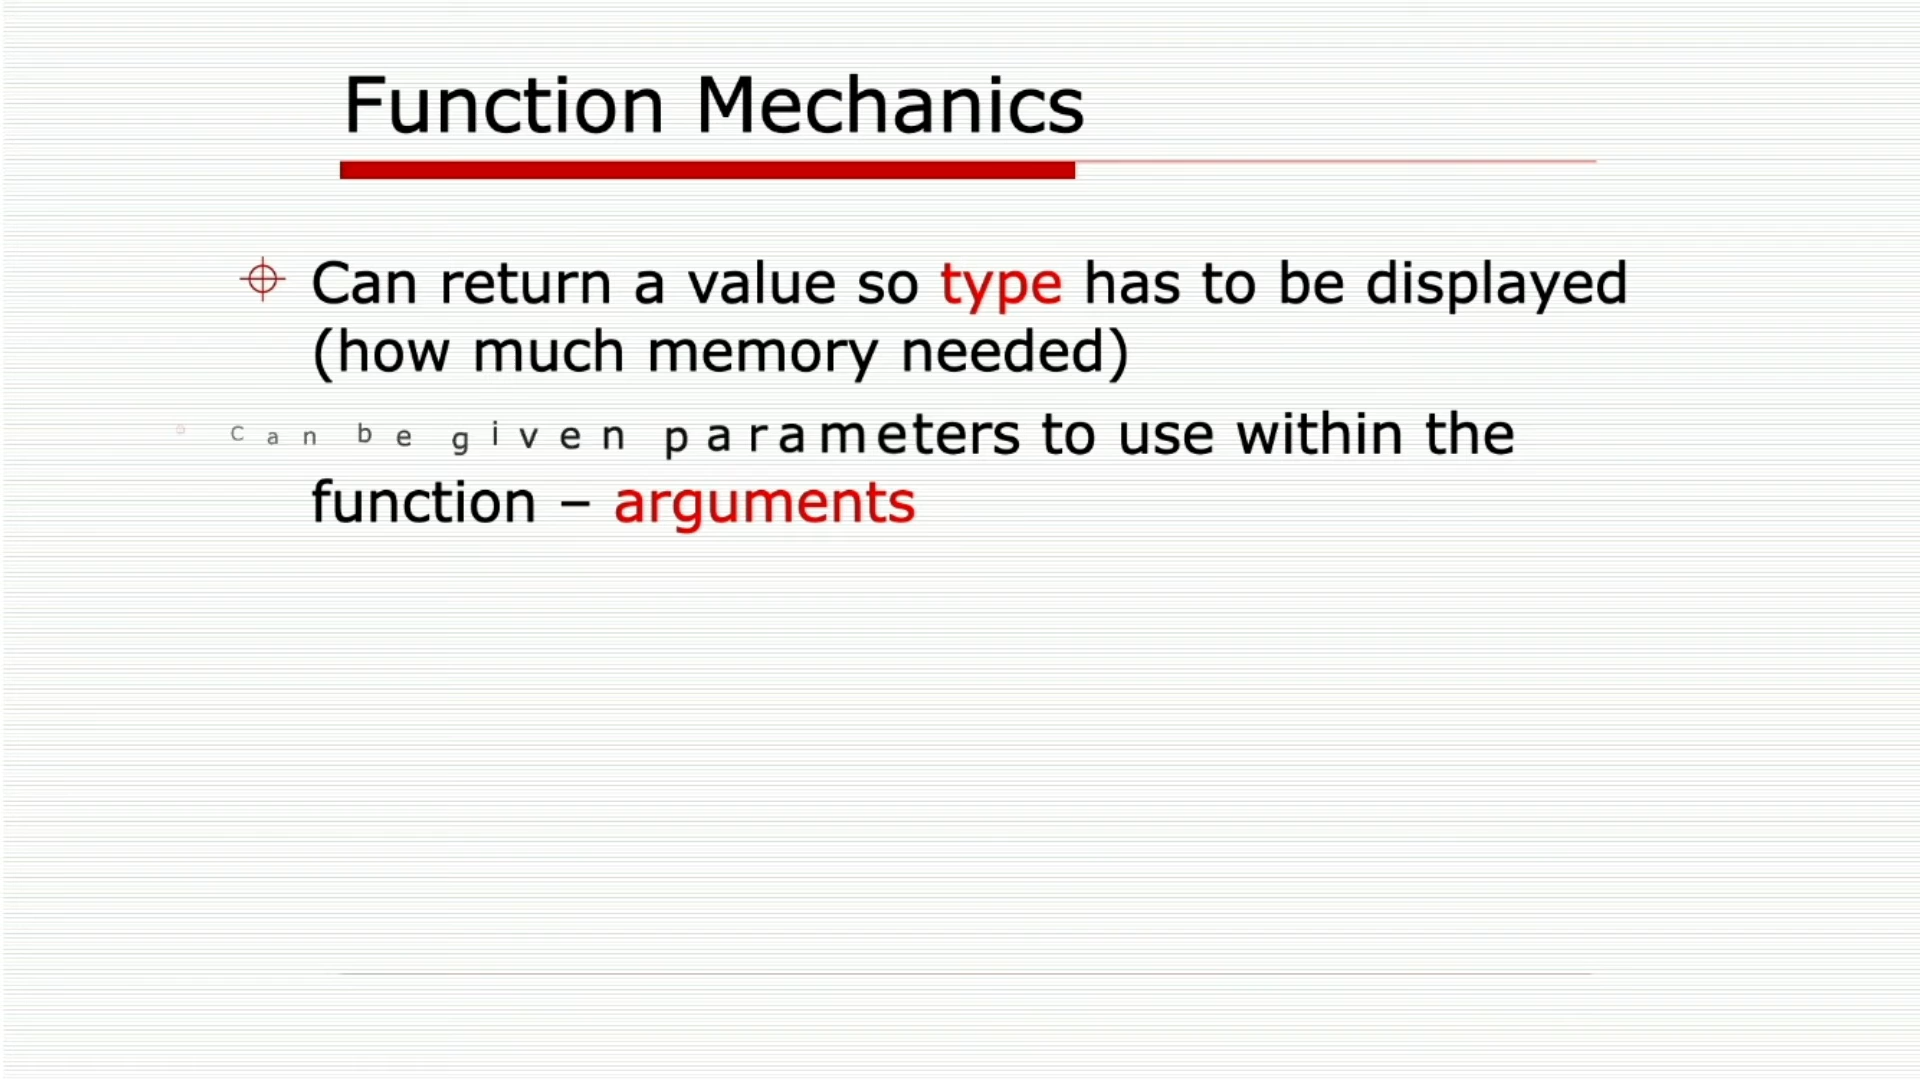 Function Mechanics
Can return a value so type has to be displayed
(how much memory needed)
Can be given parameters to use within the
function – arguments